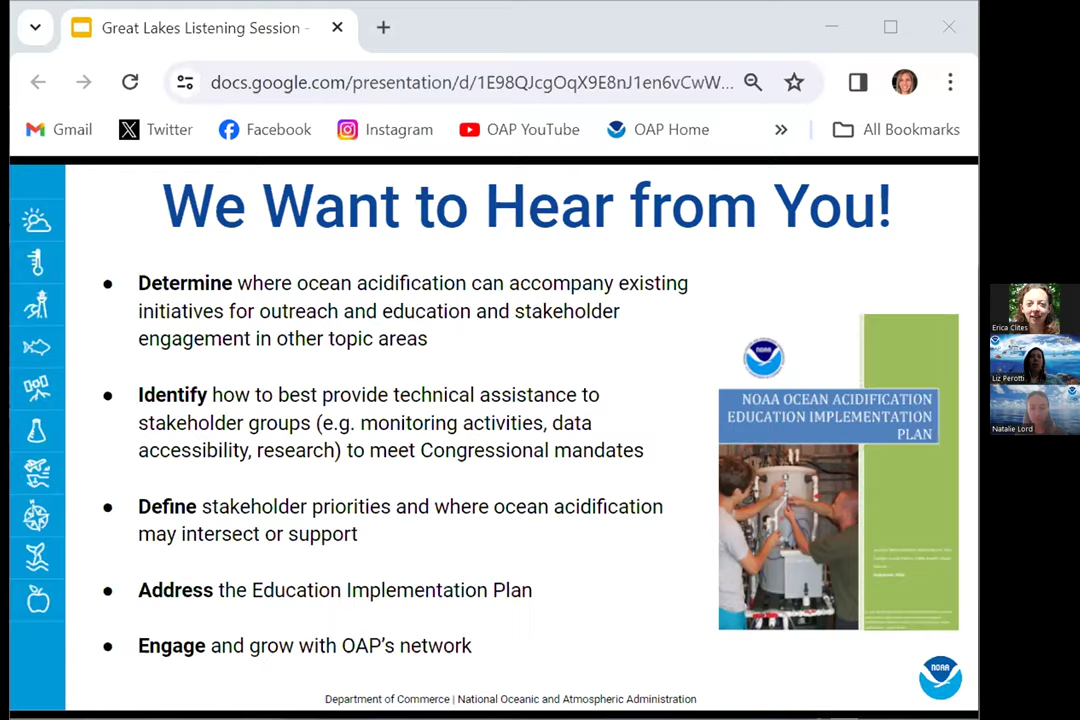 Great Lakes Listening Session -
docs.google.com/presentation/d/1E98QJcgOqX9E8nJ1en6vCwW...
Gmail
Twitter
Facebook
Instagram
OAP YouTube
OAP Home
All Bookmarks
We Want to Hear from You!
● Determine where ocean acidification can accompany existing
initiatives for outreach and education and stakeholder
engagement in other topic areas
● Identify how to best provide technical assistance to
stakeholder groups (e.g. monitoring activities, data
accessibility, research) to meet Congressional mandates
● Define stakeholder priorities and where ocean acidification
may intersect or support
● Address the Education Implementation Plan
● Engage and grow with OAP's network
NOAA
NOAA OCEAN ACIDIFICATION
EDUCATION IMPLEMENTATION
PLAN
NOAA
Department of Commerce | National Oceanic and Atmospheric Administration
Erica Clites
Liz Perotti
Natalie Lord